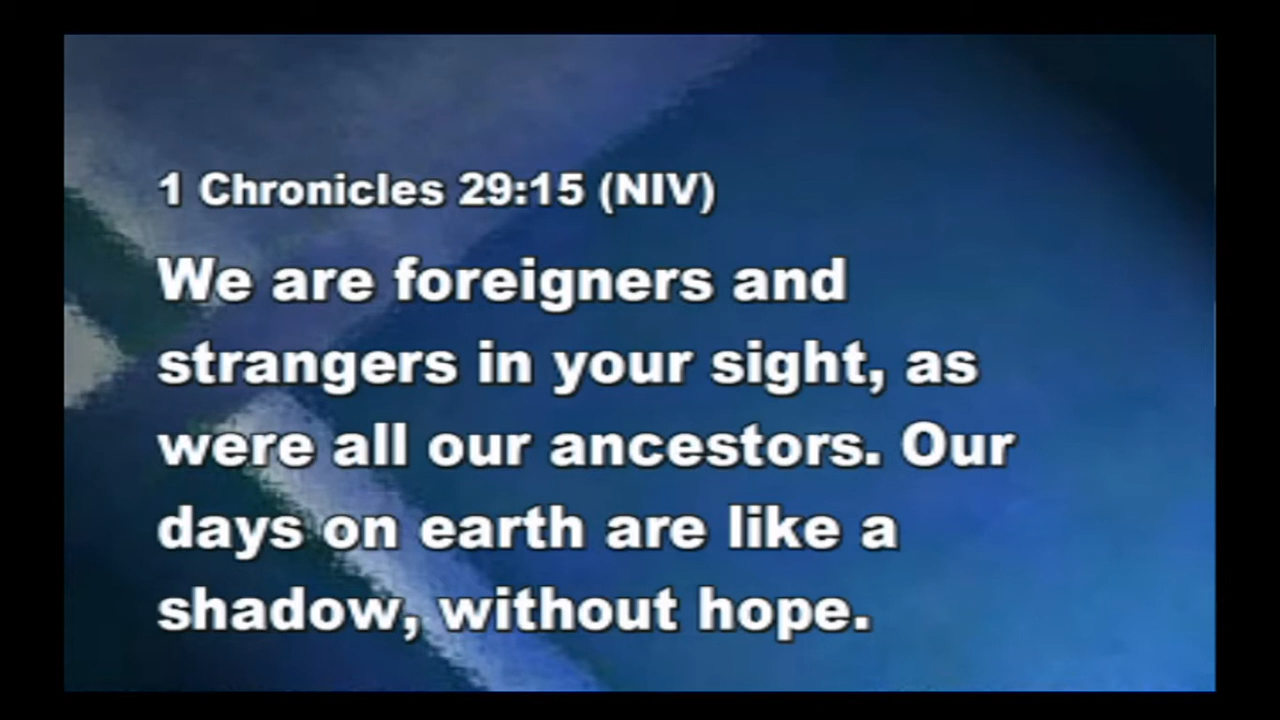 1 Chronicles 29:15 (NIV)
We are foreigners and
strangers in your sight, as
were all our ancestors. Our
days on earth are like a
shadow, without hope.